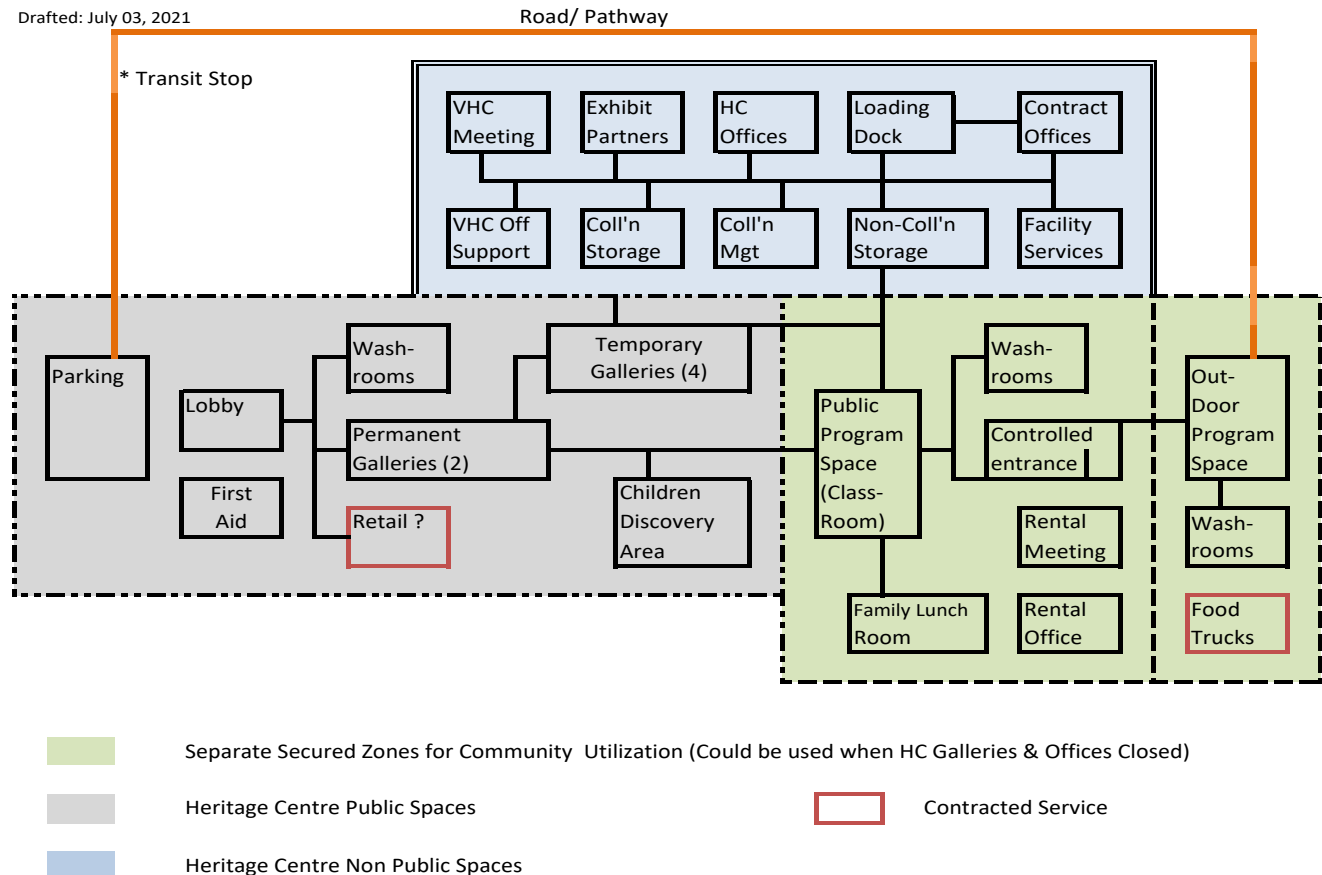 Drafted: July 03, 2021
Road/ Pathway
* Transit Stop
VHC
Meeting
Exhibit
Partners
HC
Offices
Loading
Dock
Contract
Offices
VHC Off
Support
Coll'n
Storage
Coll'n
Mgt
Non-Coll'n
Storage
Facility
Services
Parking
Lobby
First
Aid
Wash-
rooms
Permanent
Galleries (2)
Retail ?
Temporary
Galleries (4)
Children
Discovery
Area
Public
Program
Space
(Class-
Room)
Family Lunch
Room
Wash-
rooms
Controlled
entrance
Rental
Meeting
Rental
Office
Out-
Door
Program
Space
Wash-
rooms
Food
Trucks
Separate Secured Zones for Community  Utilization (Could be used when HC Galleries & Offices Closed)
Heritage Centre Public Spaces
Contracted Service
Heritage Centre Non Public Spaces